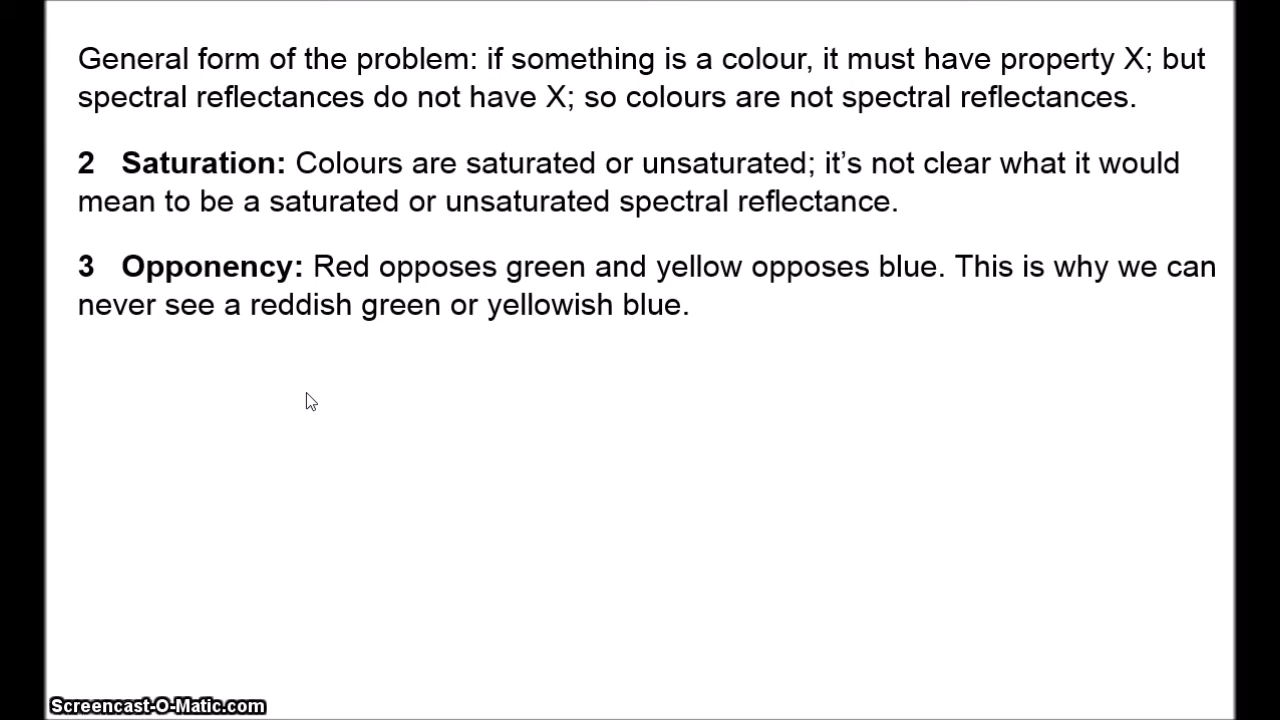 General form of the problem: if something is a colour, it must have property X; but
spectral reflectances do not have X; so colours are not spectral reflectances.
2 Saturation: Colours are saturated or unsaturated; it’s not clear what it would
mean to be a saturated or unsaturated spectral reflectance.
3 Opponency: Red opposes green and yellow opposes blue. This is why we can
never see a reddish green or yellowish blue.
Screencast-O-Matic.com